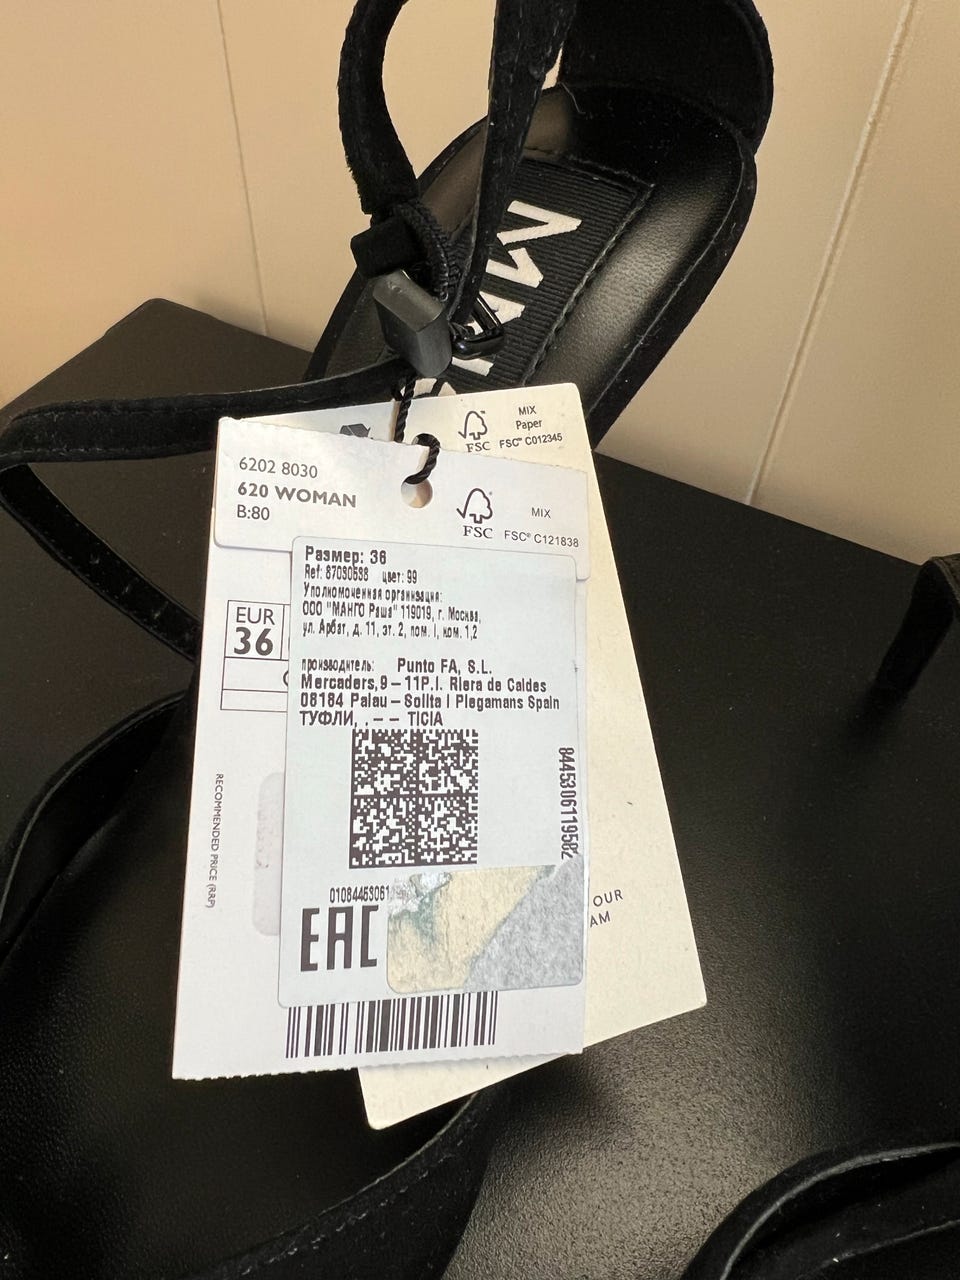 MIX
Paper
FSC FSC® C012345
6202 8030
620 WOMAN
B:80
MIX
FSC FSC® C121838
Размер: 36
Ref: 87030538 цвет: 99
Уполномоченная организация:
ООО "МАНГО Раша" 119019, г. Москва,
ул. Арбат, д. 11, эт. 2, пом. I, ком. 1,2
EUR
36
производитель: Punto FA, S.L.
Mercaders,9-11P.I. Riera de Caldes
08184 Palau-Solita I Plegamans Spain
ТУФЛИ, . -- TICIA
8445306119582
RECOMMENDED PRICE (RRP)
01084453061
EAC
OUR
AM